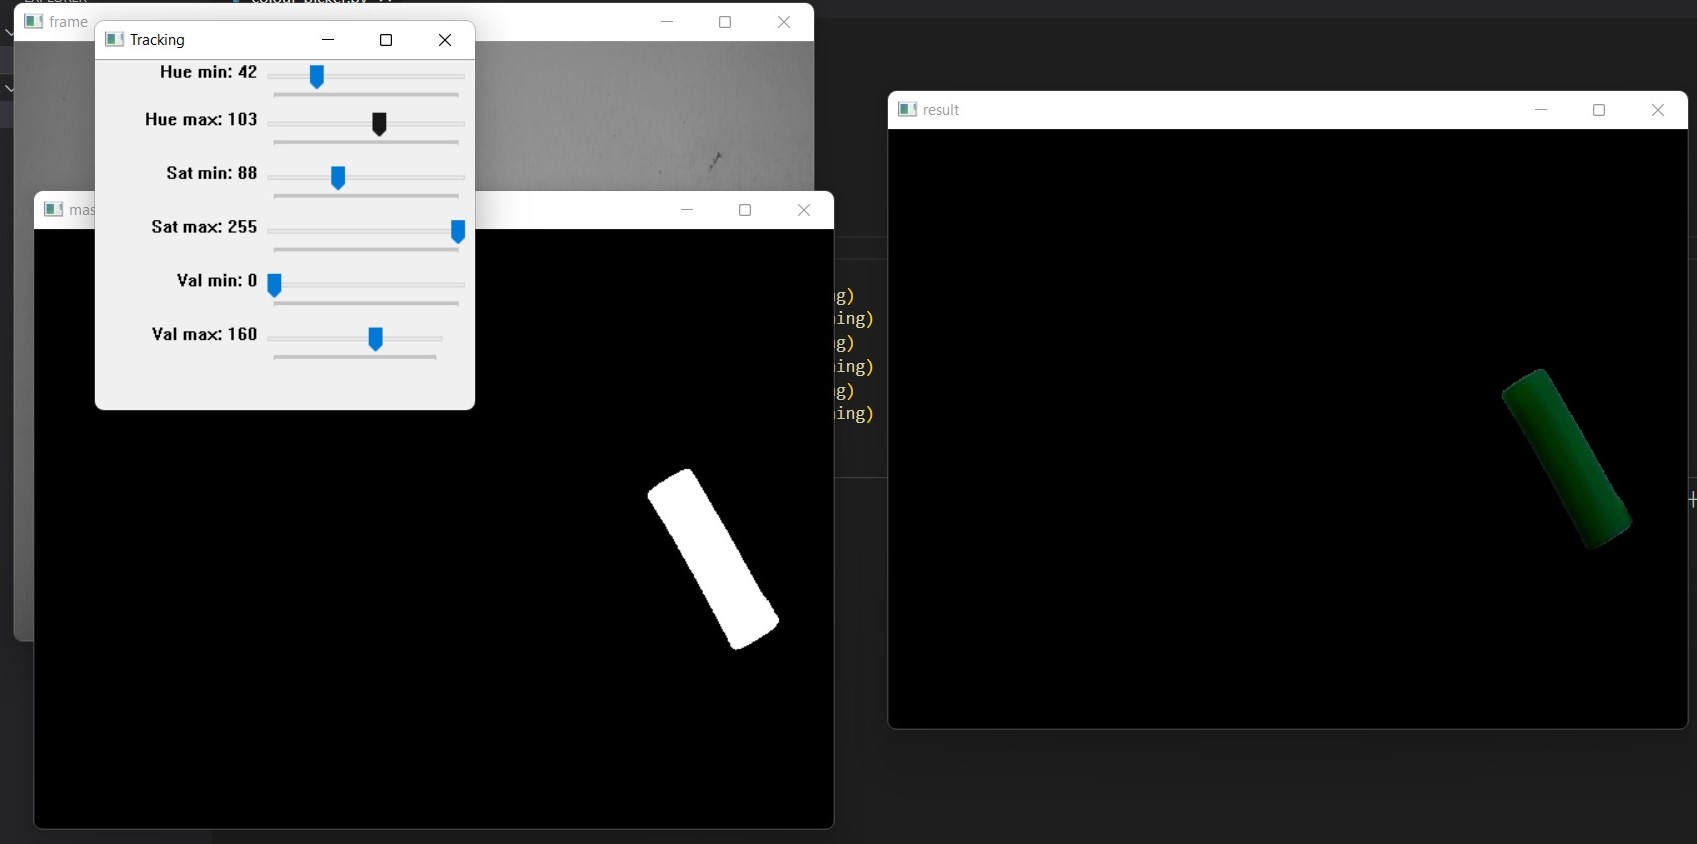 frame
Tracking
Hue min: 42
Hue max: 103
Sat min: 88
Sat max: 255
Val min: 0
Val max: 160
result
g)
ing)
g)
ing)
g)
ing)